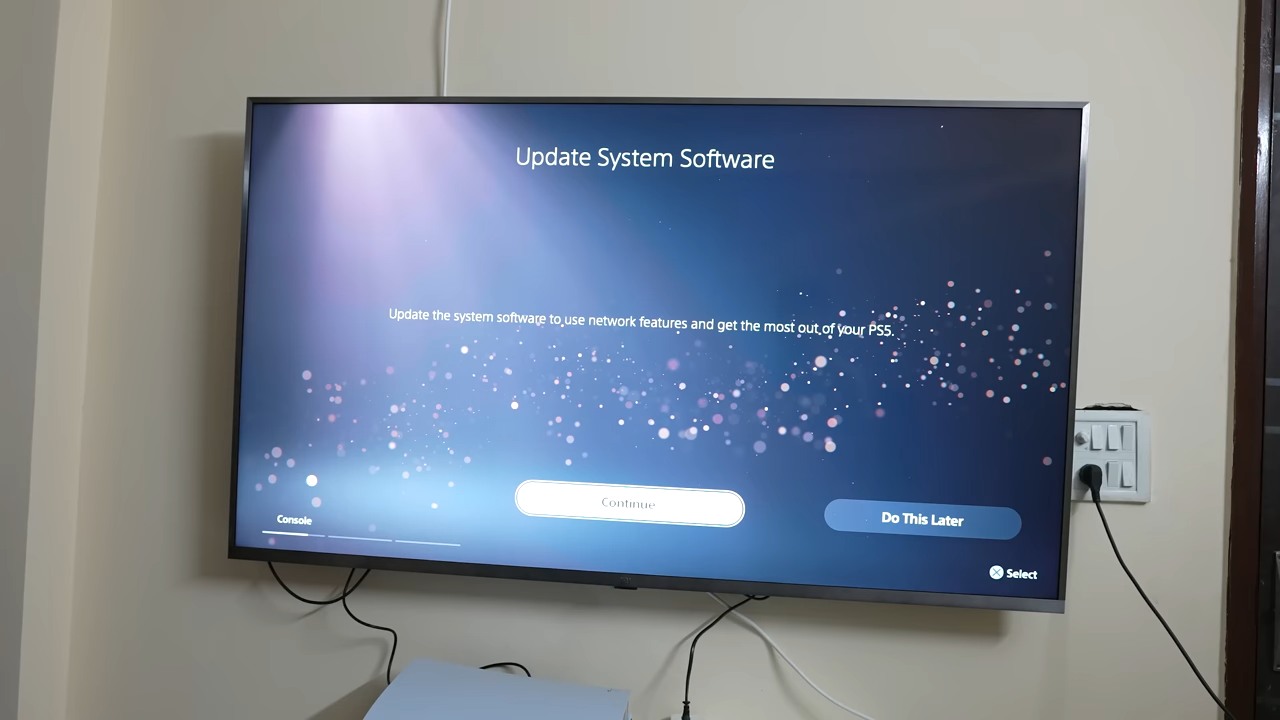 Update System Software
Update the system software to use network features and get the most out of your PS5.
Continue
Do This Later
Console
Select